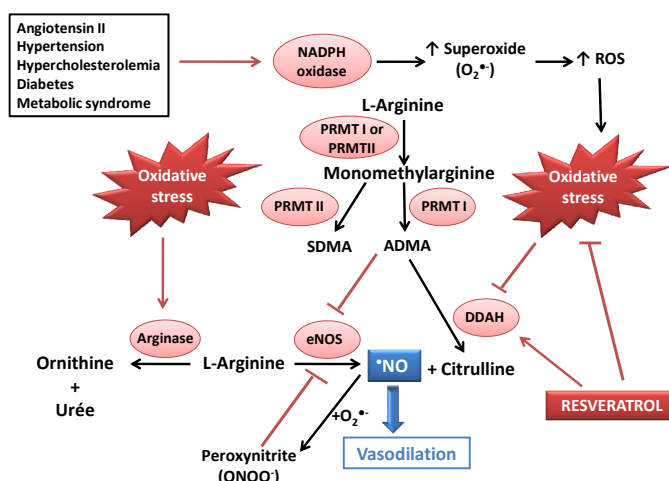 Angiotensin II
Hypertension
Hypercholesterolemia
Diabetes
Metabolic syndrome
NADPH
oxidase
↑ Superoxide
(O₂•-)
↑ ROS
L-Arginine
PRMT I or
PRMTII
Monomethylarginine
Oxidative
stress
Oxidative
stress
PRMT II
PRMT I
SDMA
ADMA
DDAH
Arginase
eNOS
Ornithine
+
Urée
L-Arginine
•NO
+ Citrulline
RESVERATROL
+O₂•-
Peroxynitrite
(ONOO-)
Vasodilation